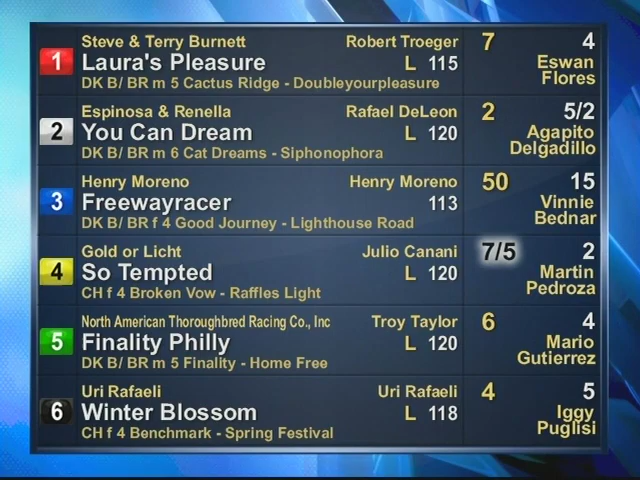 Steve & Terry Burnett Robert Troeger 7 4
1 Laura's Pleasure L 115 Eswan
DK B/ BR m 5 Cactus Ridge - Doubleyourpleasure Flores
Espinosa & Renella Rafael DeLeon 2 5/2
2 You Can Dream L 120 Agapito
DK B/ BR m 6 Cat Dreams - Siphonophora Delgadillo
Henry Moreno Henry Moreno 50 15
3 Freewayracer 113 Vinnie
DK B/ BR f 4 Good Journey - Lighthouse Road Bednar
Gold or Licht Julio Canani 7/5 2
4 So Tempted L 120 Martin
CH f 4 Broken Vow - Raffles Light Pedroza
North American Thoroughbred Racing Co., Inc Troy Taylor 6 4
5 Finality Philly L 120 Mario
DK B/ BR m 5 Finality - Home Free Gutierrez
Uri Rafaeli Uri Rafaeli 4 5
6 Winter Blossom L 118 Iggy
CH f 4 Benchmark - Spring Festival Puglisi